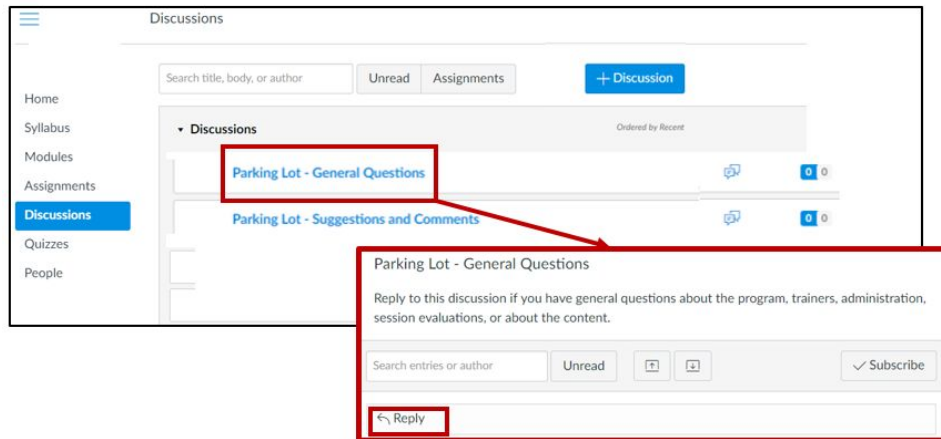 Discussions
Search title, body, or author
Unread
Assignments
+ Discussion
Home
Syllabus
Modules
Assignments
Discussions
Quizzes
People
Discussions
Ordered by Recent
Parking Lot - General Questions
0 0
Parking Lot - Suggestions and Comments
0 0
Parking Lot - General Questions
Reply to this discussion if you have general questions about the program, trainers, administration,
session evaluations, or about the content.
Search entries or author
Unread
Subscribe
Reply